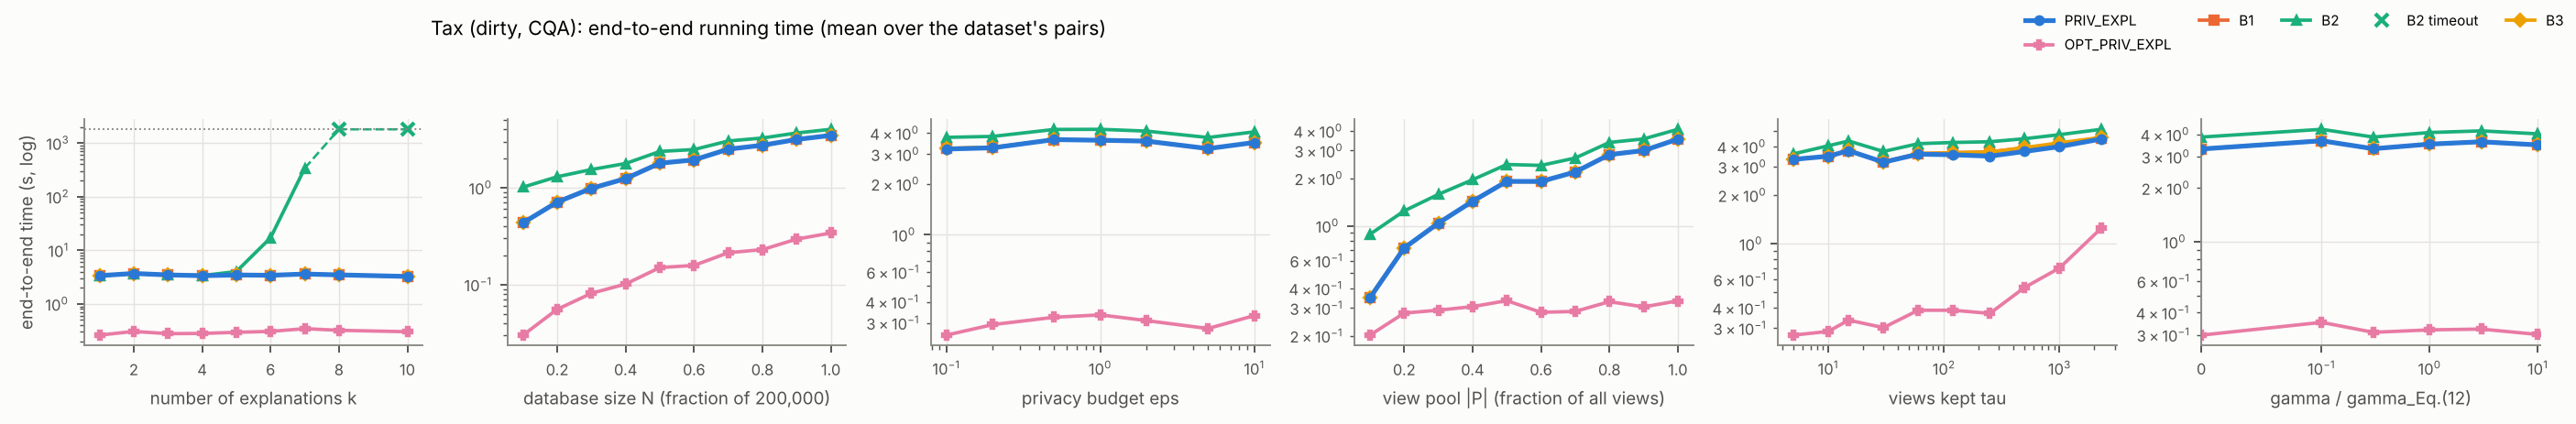 Tax (dirty, CQA): end-to-end running time (mean over the dataset's pairs)
PRIV_EXPL B1 B2 B2 timeout B3
OPT_PRIV_EXPL
end-to-end time (s, log)
10³
10²
10¹
10⁰
2 4 6 8 10
number of explanations k
10⁰
10⁻¹
0.2 0.4 0.6 0.8 1.0
database size N (fraction of 200,000)
4 × 10⁰
3 × 10⁰
2 × 10⁰
10⁰
6 × 10⁻¹
4 × 10⁻¹
3 × 10⁻¹
10⁻¹ 10⁰ 10¹
privacy budget eps
4 × 10⁰
3 × 10⁰
2 × 10⁰
10⁰
6 × 10⁻¹
4 × 10⁻¹
3 × 10⁻¹
2 × 10⁻¹
0.2 0.4 0.6 0.8 1.0
view pool |P| (fraction of all views)
4 × 10⁰
3 × 10⁰
2 × 10⁰
10⁰
6 × 10⁻¹
4 × 10⁻¹
3 × 10⁻¹
10¹ 10² 10³
views kept tau
4 × 10⁰
3 × 10⁰
2 × 10⁰
10⁰
6 × 10⁻¹
4 × 10⁻¹
3 × 10⁻¹
0 10⁻¹ 10⁰ 10¹
gamma / gamma_Eq.(12)